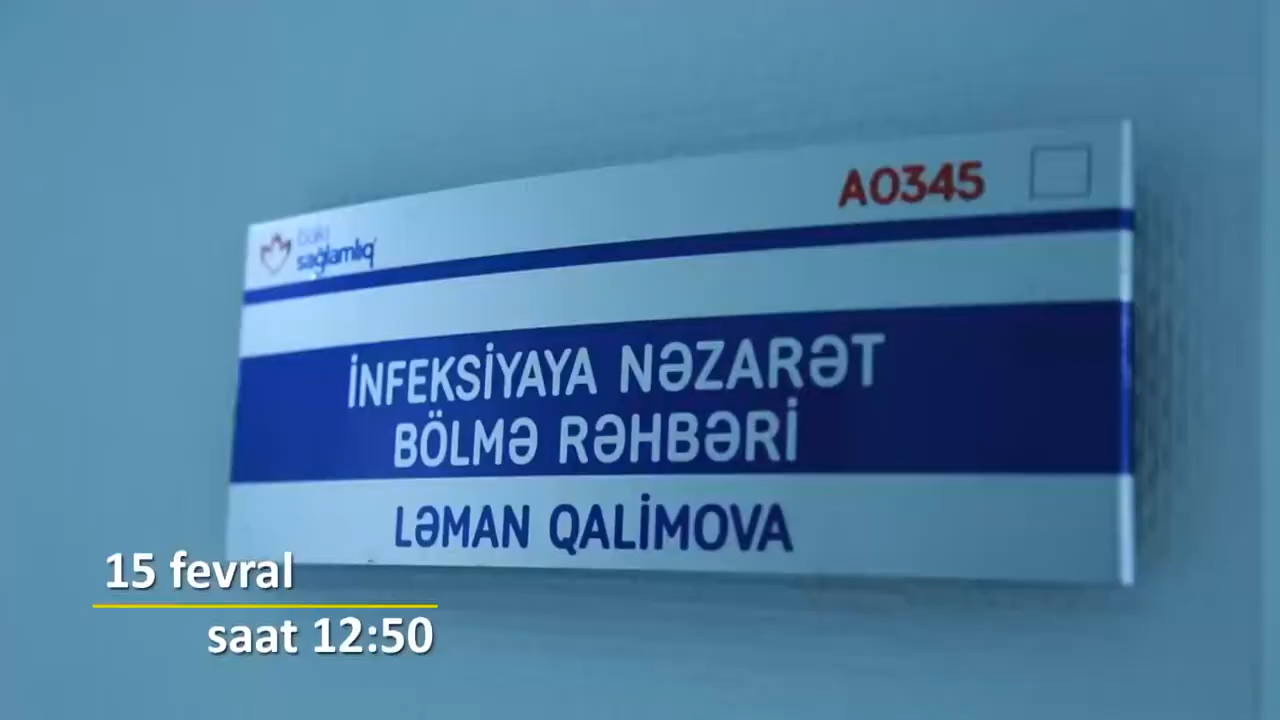 A0345
bakı
sağlamlıq
İNFEKSİYAYA NƏZARƏT
BÖLMƏ RƏHBƏRİ
LƏMAN QALİMOVA
15 fevral
saat 12:50